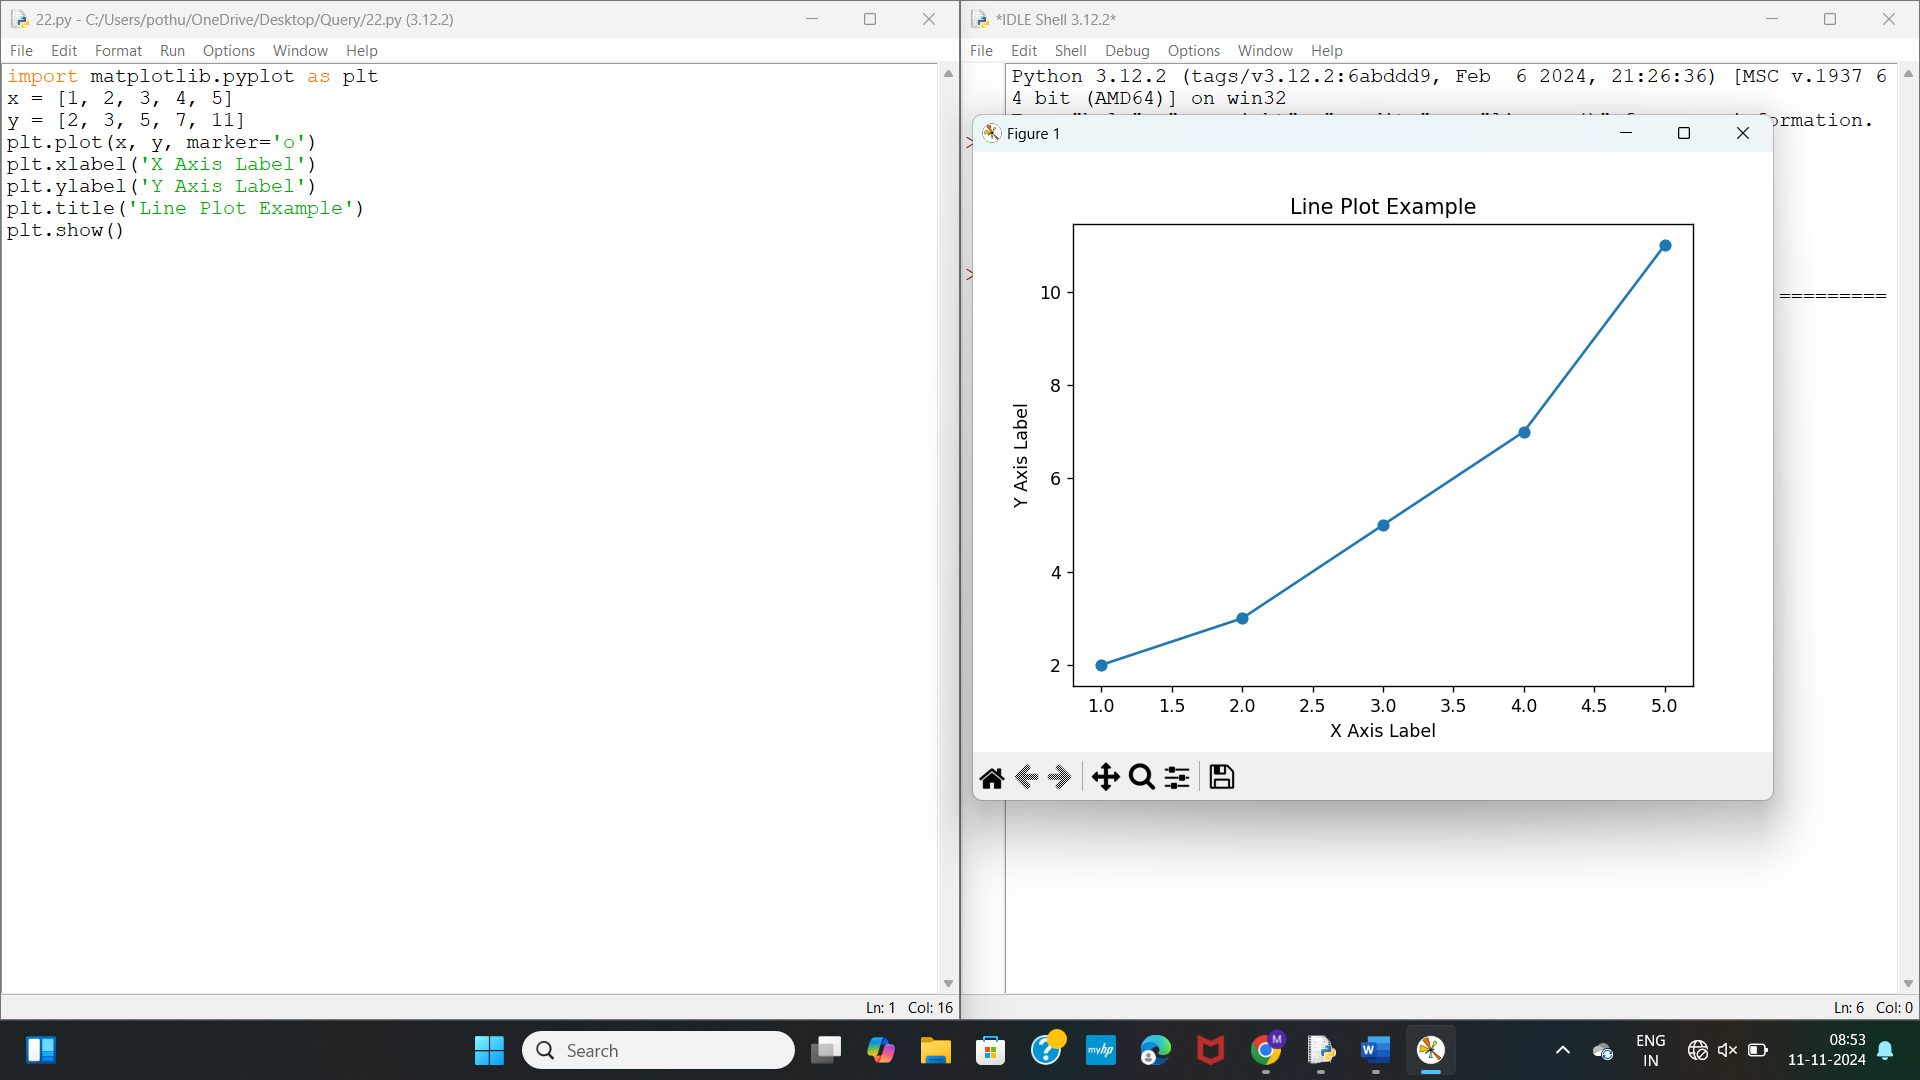 22.py - C:/Users/pothu/OneDrive/Desktop/Query/22.py (3.12.2)
File Edit Format Run Options Window Help
import matplotlib.pyplot as plt
x = [1, 2, 3, 4, 5]
y = [2, 3, 5, 7, 11]
plt.plot(x, y, marker='o')
plt.xlabel('X Axis Label')
plt.ylabel('Y Axis Label')
plt.title('Line Plot Example')
plt.show()
Ln: 1 Col: 16
*IDLE Shell 3.12.2*
File Edit Shell Debug Options Window Help
Python 3.12.2 (tags/v3.12.2:6abddd9, Feb  6 2024, 21:26:36) [MSC v.1937 6
4 bit (AMD64)] on win32
formation.
=========
Figure 1
Line Plot Example
10
8
6
4
2
Y Axis Label
1.0 1.5 2.0 2.5 3.0 3.5 4.0 4.5 5.0
X Axis Label
Ln: 6 Col: 0
Search
myhp
M
W
ENG
IN
08:53
11-11-2024